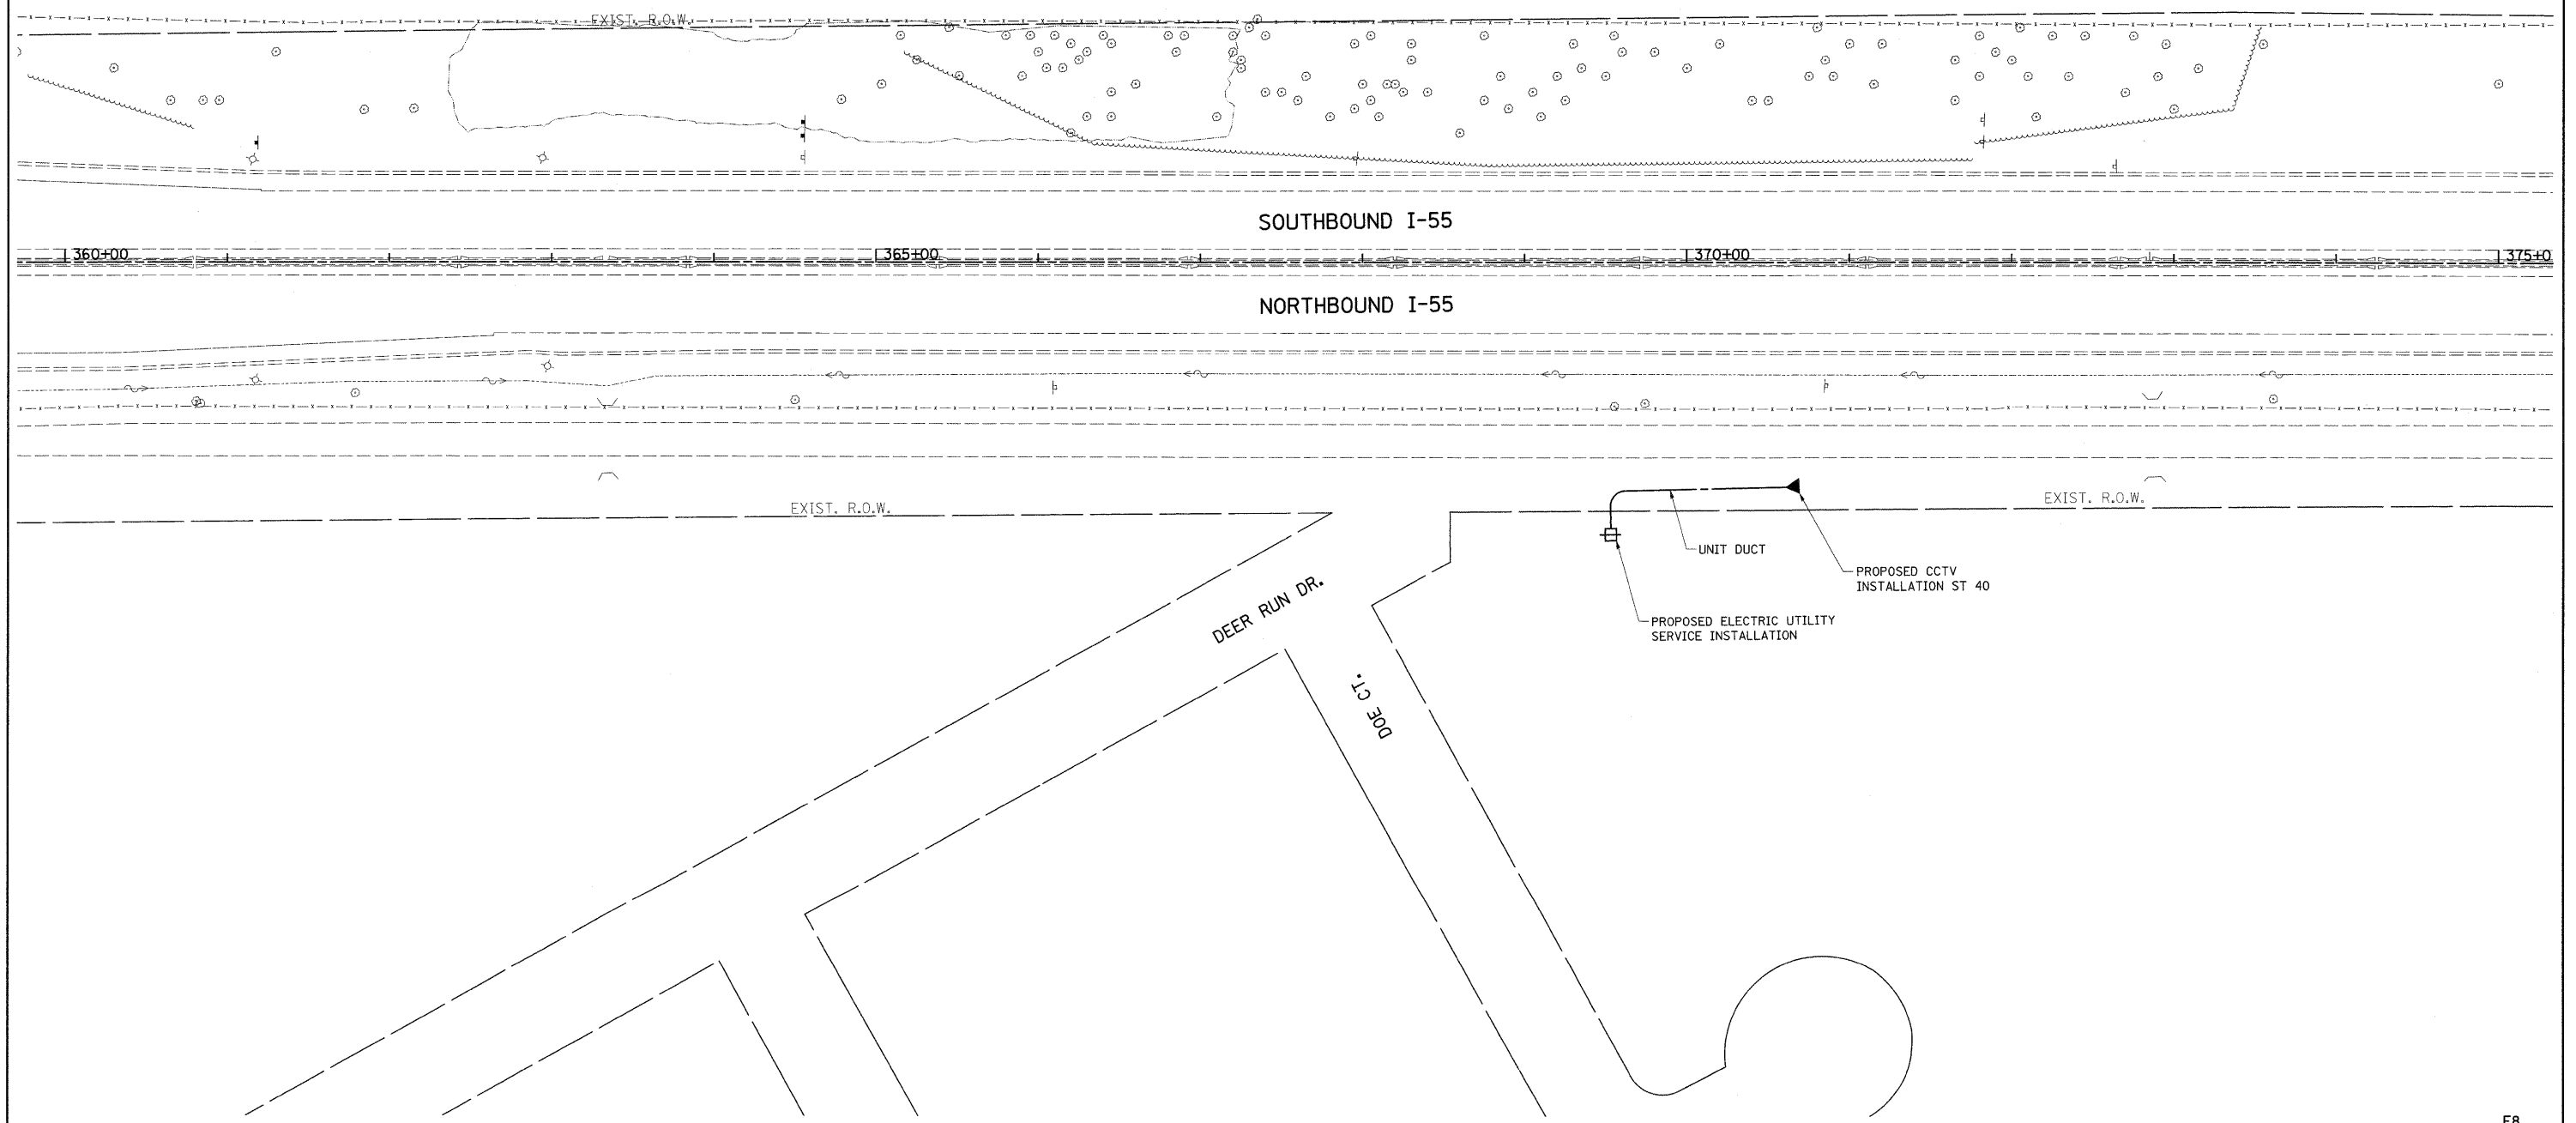 EXIST. R.O.W.
SOUTHBOUND I-55
360+00
365+00
370+00
375+0
NORTHBOUND I-55
EXIST. R.O.W.
EXIST. R.O.W.
UNIT DUCT
PROPOSED CCTV
INSTALLATION ST 40
PROPOSED ELECTRIC UTILITY
SERVICE INSTALLATION
DEER RUN DR.
DOE CT.